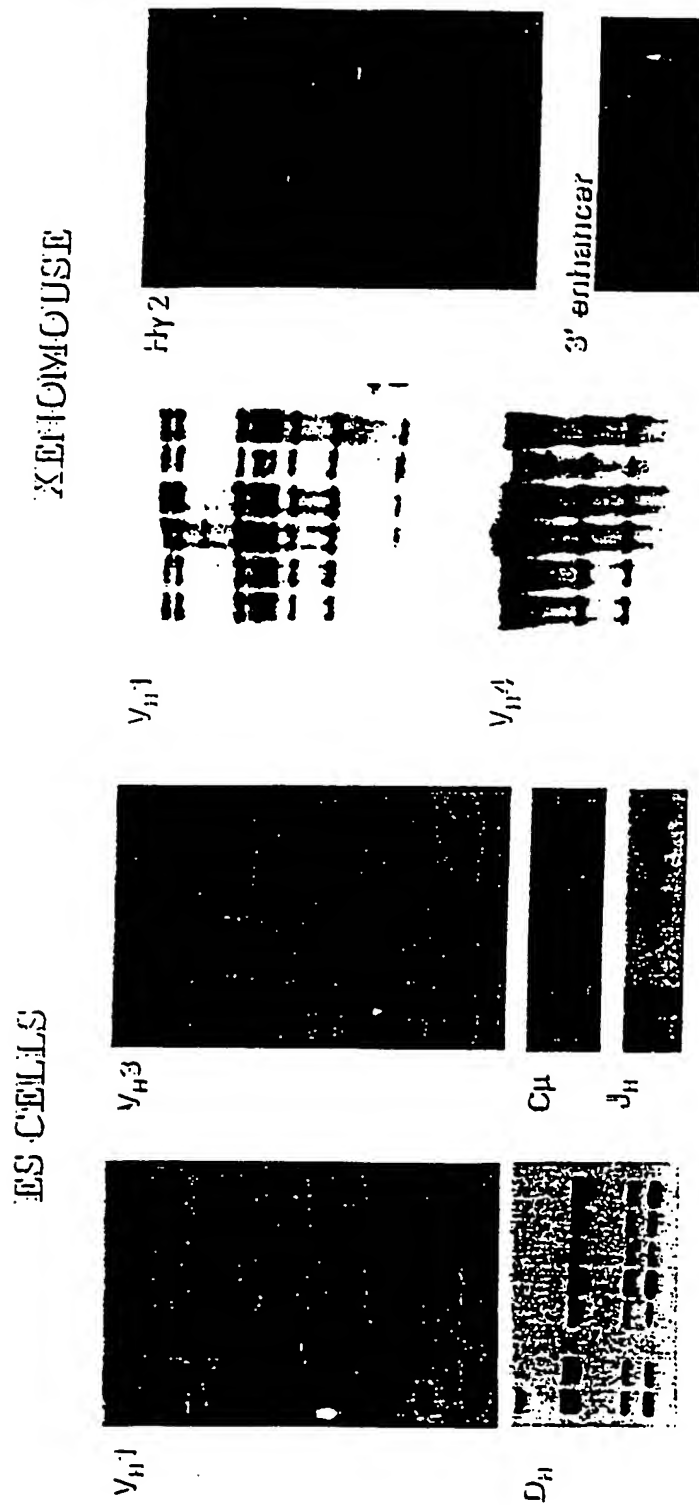 ES CELLS
V_H1
D_H
V_H3
Cμ
J_H
XENOMOUSE
V_H1
V_H4
Hγ2
3' enhancer